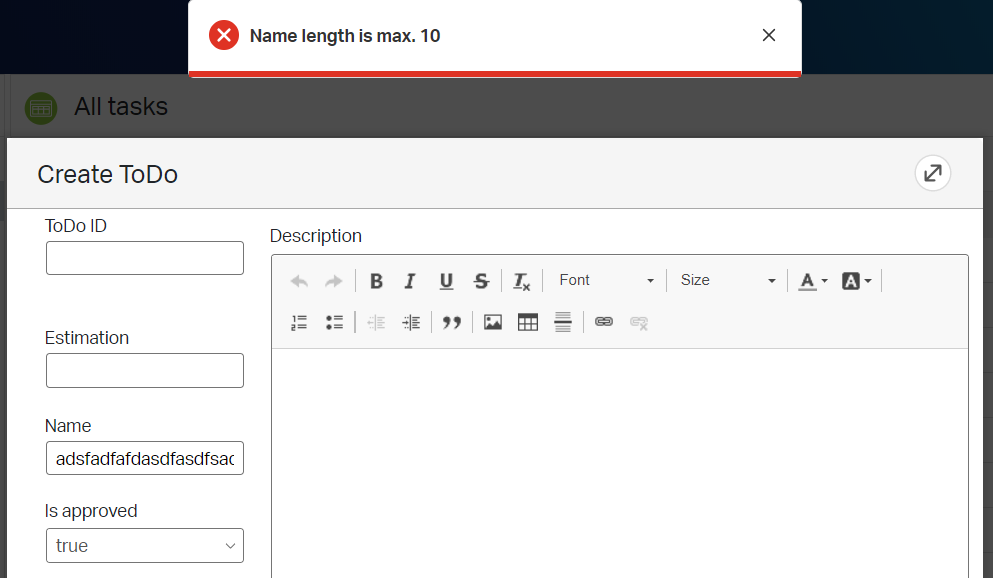 Name length is max. 10
All tasks
Create ToDo
ToDo ID
Description
Font
Size
Estimation
Name
adsfadfafdasdfasdfsac
Is approved
true